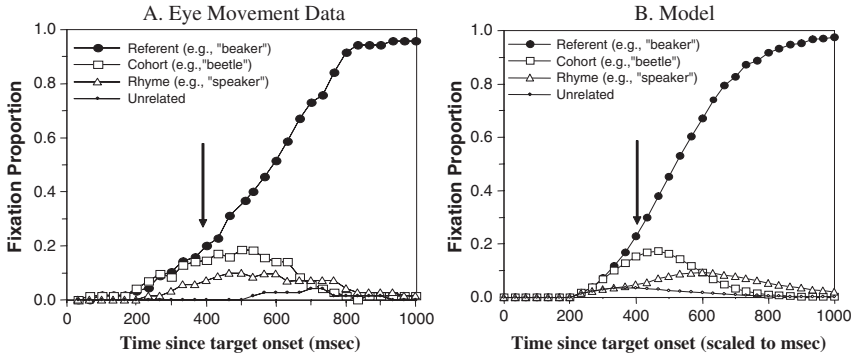 A. Eye Movement Data
1.0
0.8
0.6
0.4
0.2
0.0
Fixation Proportion
Referent (e.g., "beaker")
Cohort (e.g.,"beetle")
Rhyme (e.g., "speaker")
Unrelated
0 200 400 600 800 1000
Time since target onset (msec)
B. Model
1.0
0.8
0.6
0.4
0.2
0.0
Fixation Proportion
Referent (e.g., "beaker")
Cohort (e.g.,"beetle")
Rhyme (e.g., "speaker")
Unrelated
0 200 400 600 800 1000
Time since target onset (scaled to msec)